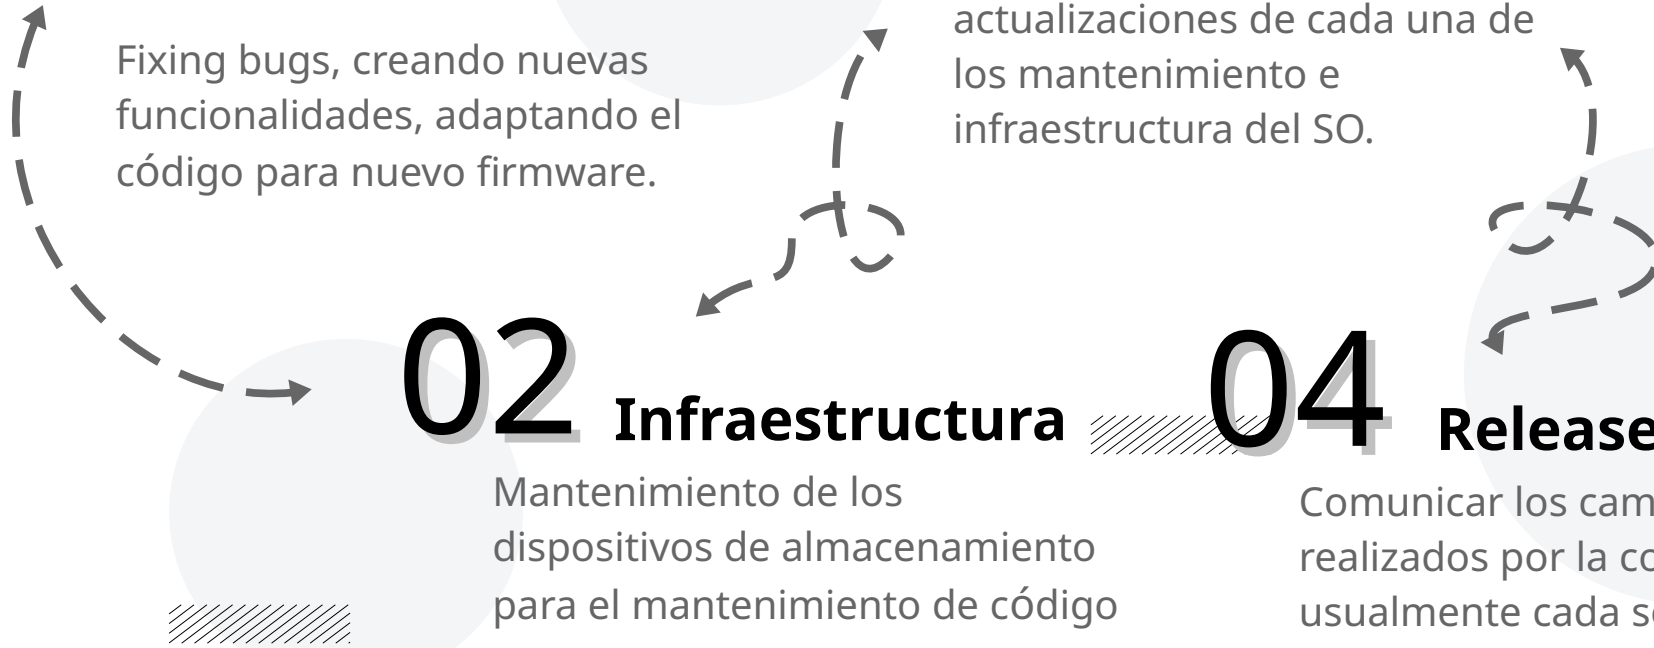 Fixing bugs, creando nuevas
funcionalidades, adaptando el
código para nuevo firmware.
actualizaciones de cada una de
los mantenimiento e
infraestructura del SO.
02 Infraestructura
Mantenimiento de los
dispositivos de almacenamiento
para el mantenimiento de código
04 Release
Comunicar los cam
realizados por la co
usualmente cada s